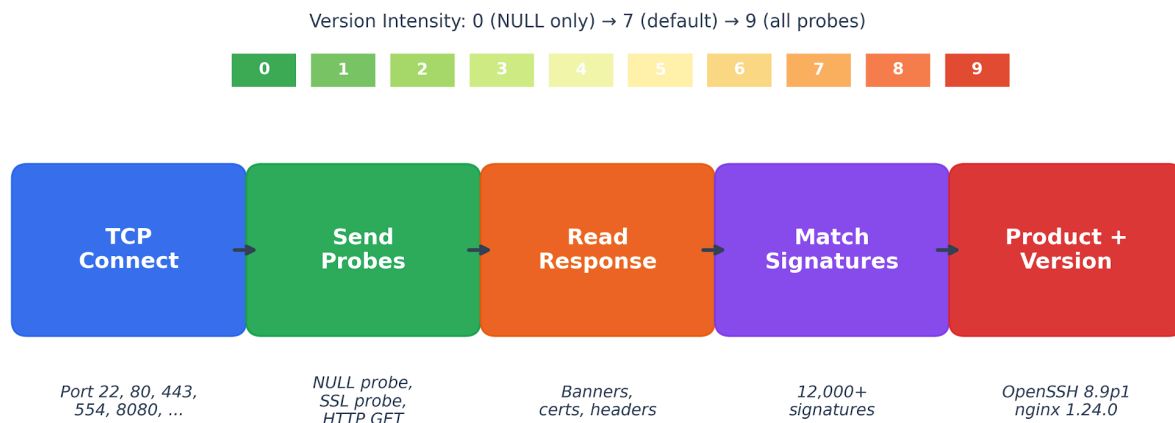 Version Intensity: 0 (NULL only) → 7 (default) → 9 (all probes)
0 1 2 3 4 5 6 7 8 9
TCP
Connect
Send
Probes
Read
Response
Match
Signatures
Product +
Version
Port 22, 80, 443,
554, 8080, ...
NULL probe,
SSL probe,
HTTP GET
Banners,
certs, headers
12,000+
signatures
OpenSSH 8.9p1
nginx 1.24.0